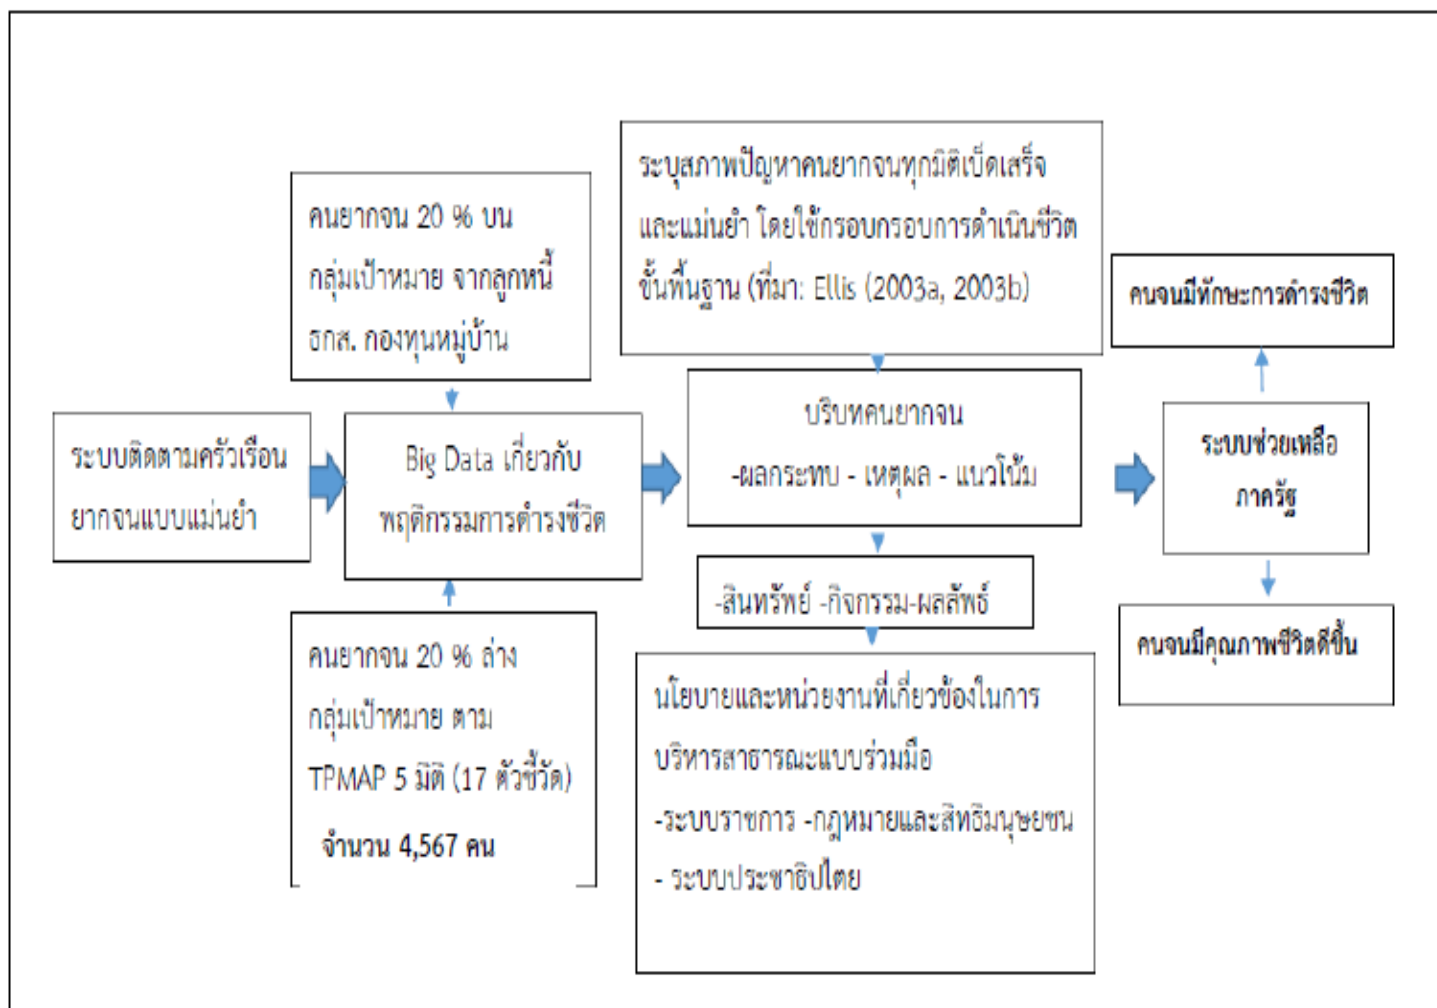 ระบบติดตามครัวเรือน
ยากจนแบบแม่นยำ
คนยากจน 20 % บน
กลุ่มเป้าหมาย จากลูกหนี้
ธกส. กองทุนหมู่บ้าน
Big Data เกี่ยวกับ
พฤติกรรมการดำรงชีวิต
คนยากจน 20 % ล่าง
กลุ่มเป้าหมาย ตาม
TPMAP 5 มิติ (17 ตัวชี้วัด)
จำนวน 4,567 คน
ระบุสภาพปัญหาคนยากจนทุกมิติเบ็ดเสร็จ
และแม่นยำ โดยใช้กรอบกรอบการดำเนินชีวิต
ขั้นพื้นฐาน (ที่มา: Ellis (2003a, 2003b)
บริบทคนยากจน
-ผลกระทบ - เหตุผล - แนวโน้ม
-สินทรัพย์ -กิจกรรม-ผลลัพธ์
นโยบายและหน่วยงานที่เกี่ยวข้องในการ
บริหารสาธารณะแบบร่วมมือ
-ระบบราชการ -กฎหมายและสิทธิมนุษยชน
- ระบบประชาธิปไตย
คนจนมีทักษะการดำรงชีวิต
ระบบช่วยเหลือ
ภาครัฐ
คนจนมีคุณภาพชีวิตดีขึ้น